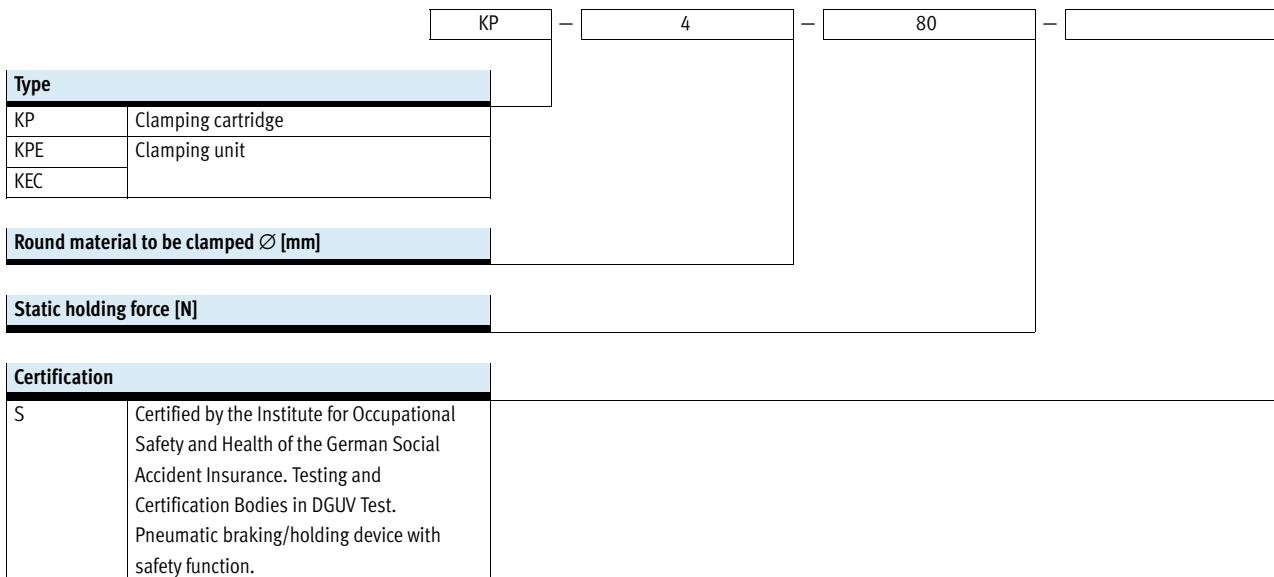 KP – 4 – 80 –
Type
KP Clamping cartridge
KPE Clamping unit
KEC
Round material to be clamped ∅ [mm]
Static holding force [N]
Certification
S Certified by the Institute for Occupational
Safety and Health of the German Social
Accident Insurance. Testing and
Certification Bodies in DGUV Test.
Pneumatic braking/holding device with
safety function.